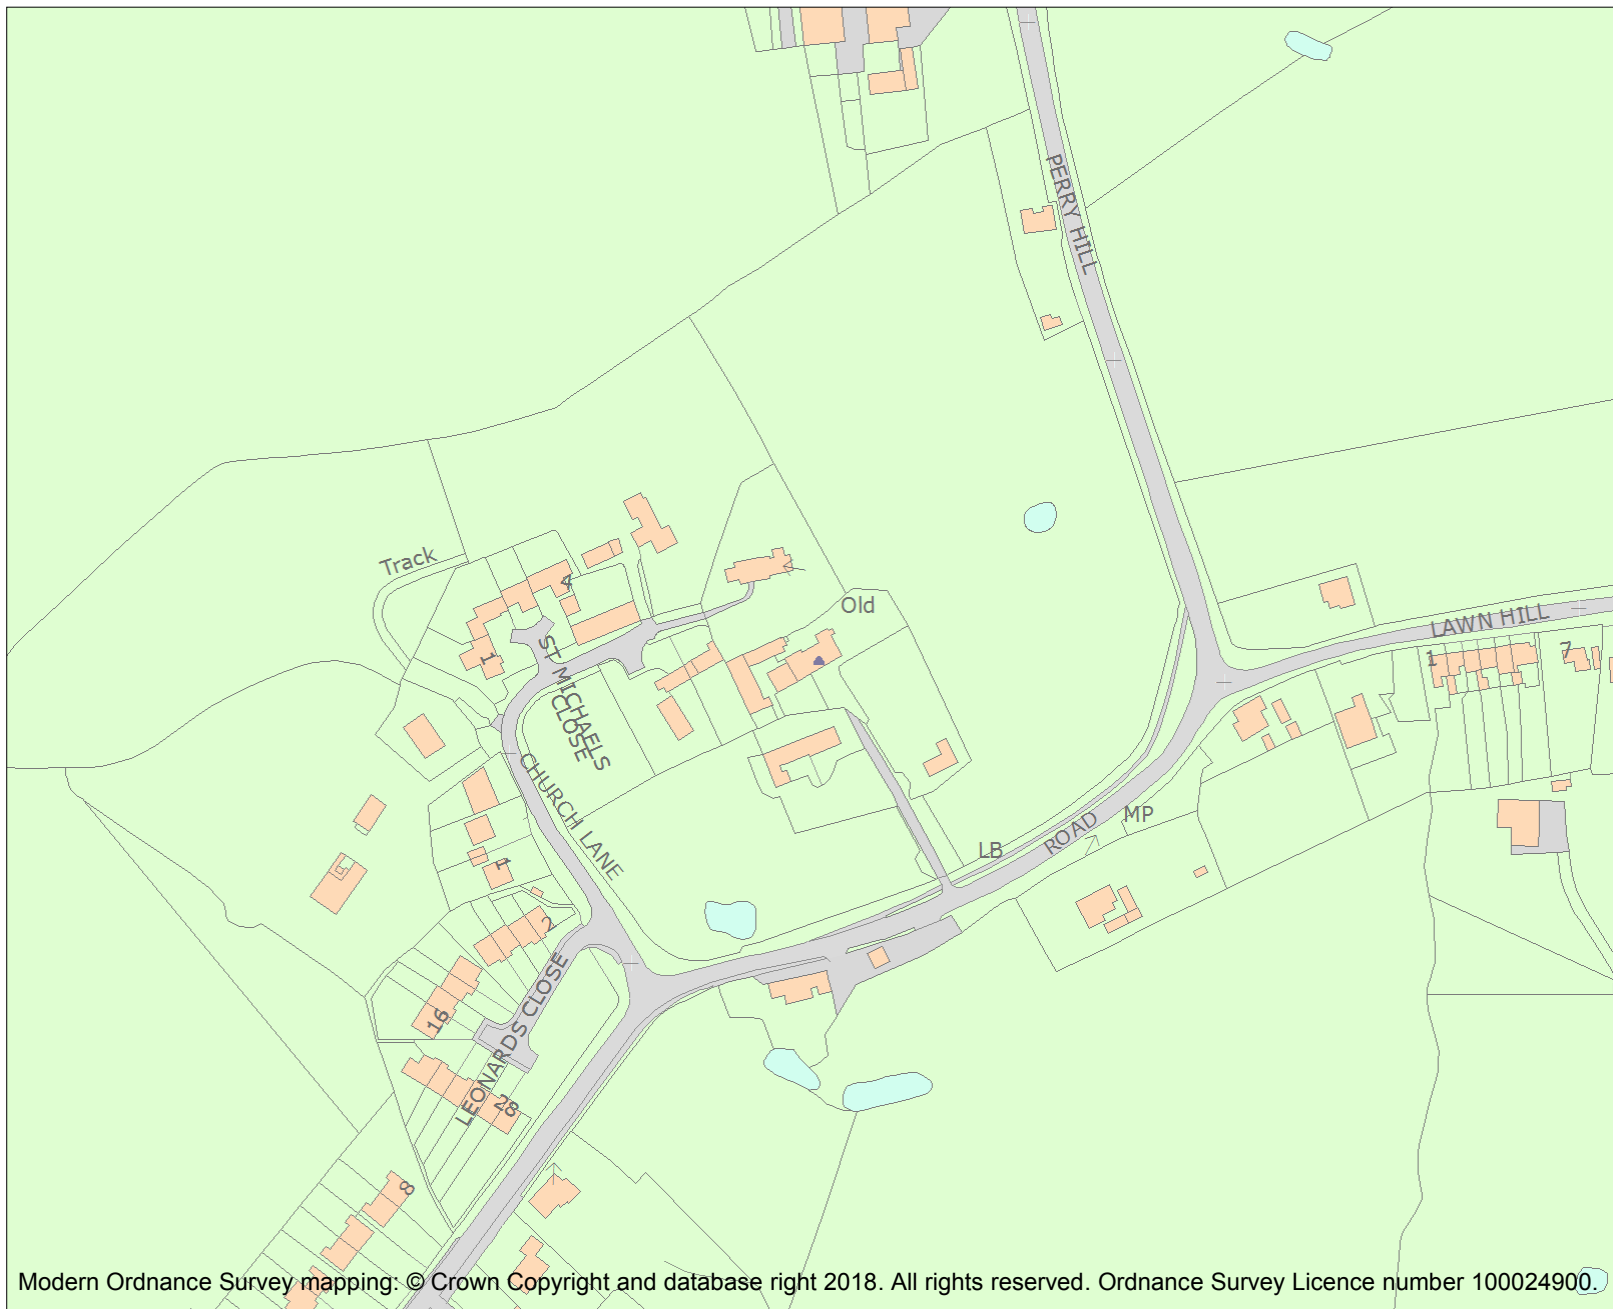 PERRY HILL
Track
4
Old
LAWN HILL
1
7
1
ST MICHAELS
CLOSE
CHURCH LANE
MP
ROAD
LB
1
2
LEONARDS CLOSE
16
28
8
Modern Ordnance Survey mapping: © Crown Copyright and database right 2018. All rights reserved. Ordnance Survey Licence number 100024900.